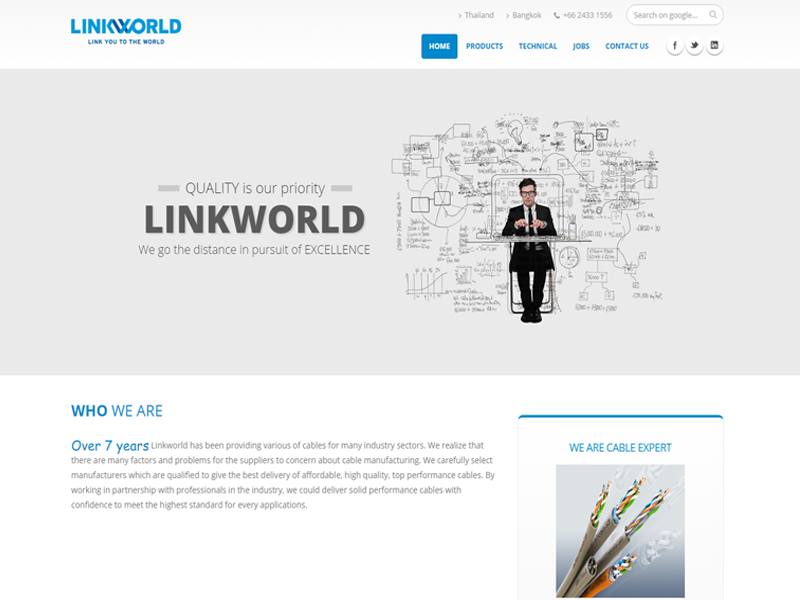 LINKWORLD
LINK YOU TO THE WORLD
Thailand
Bangkok
+66 2433 1556
Search on google...
HOME
PRODUCTS
TECHNICAL
JOBS
CONTACT US
QUALITY is our priority
LINKWORLD
We go the distance in pursuit of EXCELLENCE
WHO WE ARE
Over 7 years Linkworld has been providing various of cables for many industry sectors. We realize that
there are many factors and problems for the suppliers to concern about cable manufacturing. We carefully select
manufacturers which are qualified to give the best delivery of affordable, high quality, top performance cables. By
working in partnership with professionals in the industry, we could deliver solid performance cables with
confidence to meet the highest standard for every applications.
WE ARE CABLE EXPERT